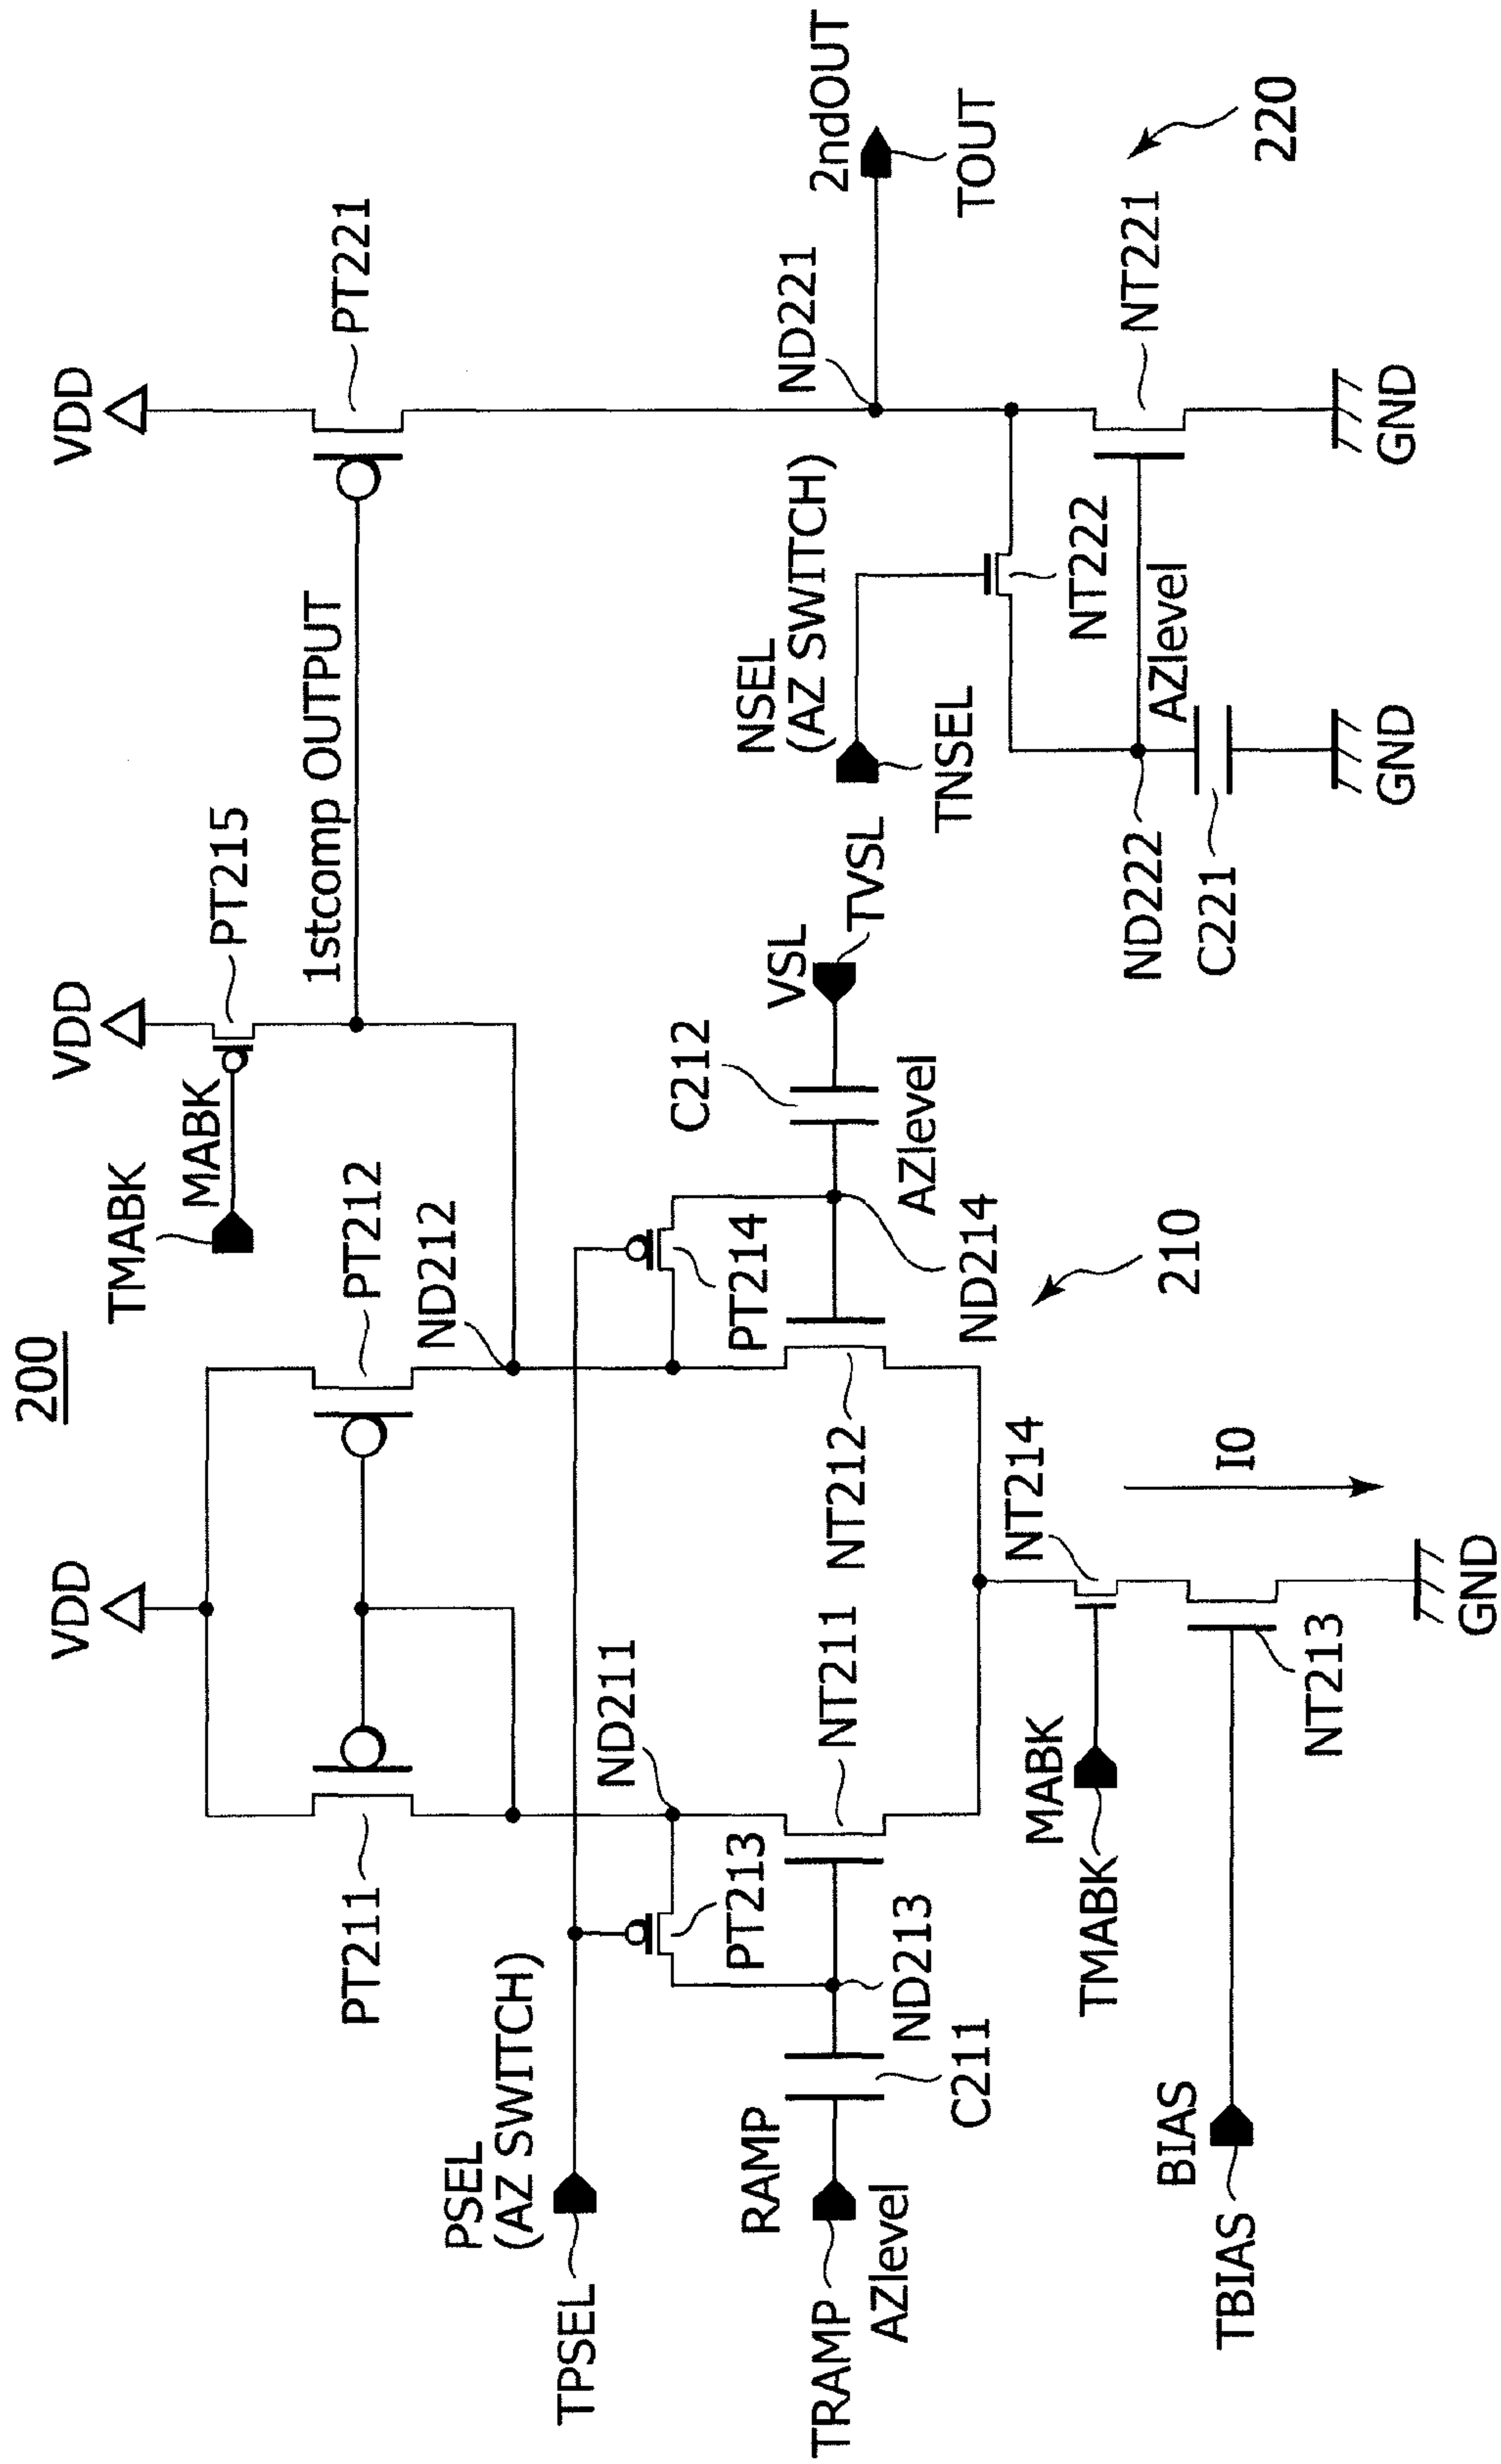 200
VDD
VDD
VDD
TMABK
MABK
PT215
PT211
PT212
1stcomp OUTPUT
PT221
PSEL
(AZ SWITCH)
TPSEL
ND211
ND212
PT213
PT214
RAMP
TRAMP
AZlevel
C211
ND213
NT211
NT212
ND214
AZlevel
C212
VSL
TVSL
NSEL
(AZ SWITCH)
TNSEL
NT222
ND221
2ndOUT
TOUT
ND222
AZlevel
C221
NT221
GND
GND
220
210
MABK
TMABK
NT214
I0
BIAS
TBIAS
NT213
GND